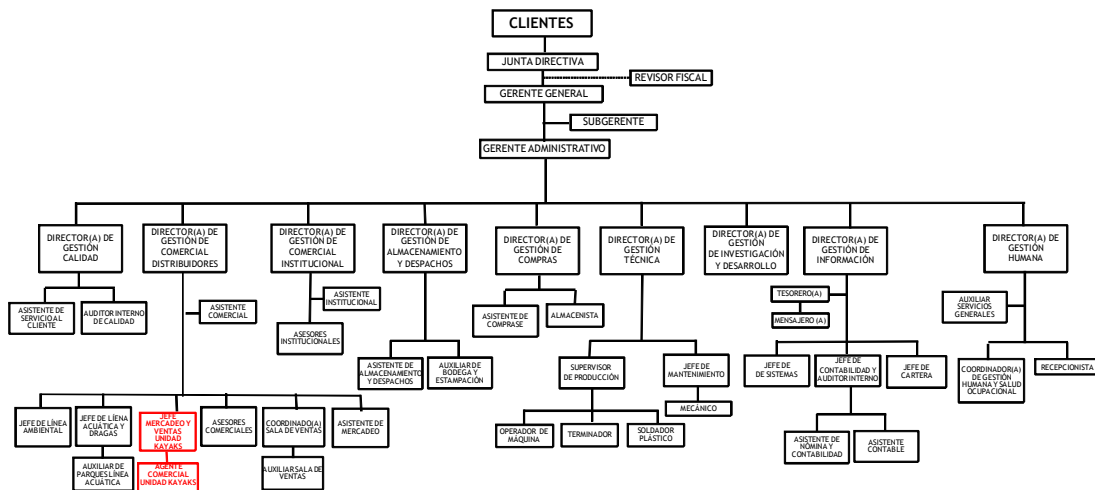 CLIENTES
JUNTA DIRECTIVA
REVISOR FISCAL
GERENTE GENERAL
SUBGERENTE
GERENTE ADMINISTRATIVO
DIRECTOR(A) DE
GESTIÓN
CALIDAD
DIRECTOR(A) DE
GESTIÓN DE
COMERCIAL
DISTRIBUIDORES
DIRECTOR(A) DE
GESTIÓN DE
COMERCIAL
INSTITUCIONAL
DIRECTOR(A) DE
GESTIÓN DE
ALMACENAMIENTO
Y DESPACHOS
DIRECTOR(A) DE
GESTIÓN DE
COMPRAS
DIRECTOR(A) DE
GESTIÓN
TÉCNICA
DIRECTOR(A) DE
GESTIÓN
DE INVESTIGACIÓN
Y DESARROLLO
DIRECTOR(A) DE
GESTIÓN DE
INFORMACIÓN
DIRECTOR(A) DE
GESTIÓN
HUMANA
ASISTENTE DE
SERVICIO AL
CLIENTE
AUDITOR INTERNO
DE CALIDAD
ASISTENTE
COMERCIAL
ASISTENTE
INSTITUCIONAL
ASESORES
INSTITUCIONALES
ASISTENTE DE
ALMACENAMIENTO
Y DESPACHOS
AUXILIAR DE
BODEGA Y
ESTAMPACIÓN
ASISTENTE DE
COMPRASE
ALMACENISTA
SUPERVISOR
DE PRODUCCIÓN
JEFE DE
MANTENIMIENTO
MECÁNICO
OPERADOR DE
MÁQUINA
TERMINADOR
SOLDADOR
PLÁSTICO
TESORERO(A)
MENSAJERO (A)
JEFE DE
DE SISTEMAS
JEFE DE
CONTABILIDAD Y
AUDITOR INTERNO
JEFE DE
CARTERA
ASISTENTE DE
NÓMINA Y
CONTABILIDAD
ASISTENTE
CONTABLE
AUXILIAR
SERVICIOS
GENERALES
COORDINADOR(A)
DE GESTIÓN
HUMANA Y SALUD
OCUPACIONAL
RECEPCIONISTA
JEFE DE LÍNEA
AMBIENTAL
JEFE DE LÍENA
ACUÁTICA Y
DRAGAS
JEFE
MERCADEO Y
VENTAS
UNIDAD
KAYAKS
ASESORES
COMERCIALES
COORDINADO(A)
SALA DE VENTAS
ASISTENTE DE
MERCADEO
AUXILIAR DE
PARQUES LÍNEA
ACUÁTICA
AGENTE
COMERCIAL
UNIDAD KAYAKS
AUXILIAR SALA DE
VENTAS